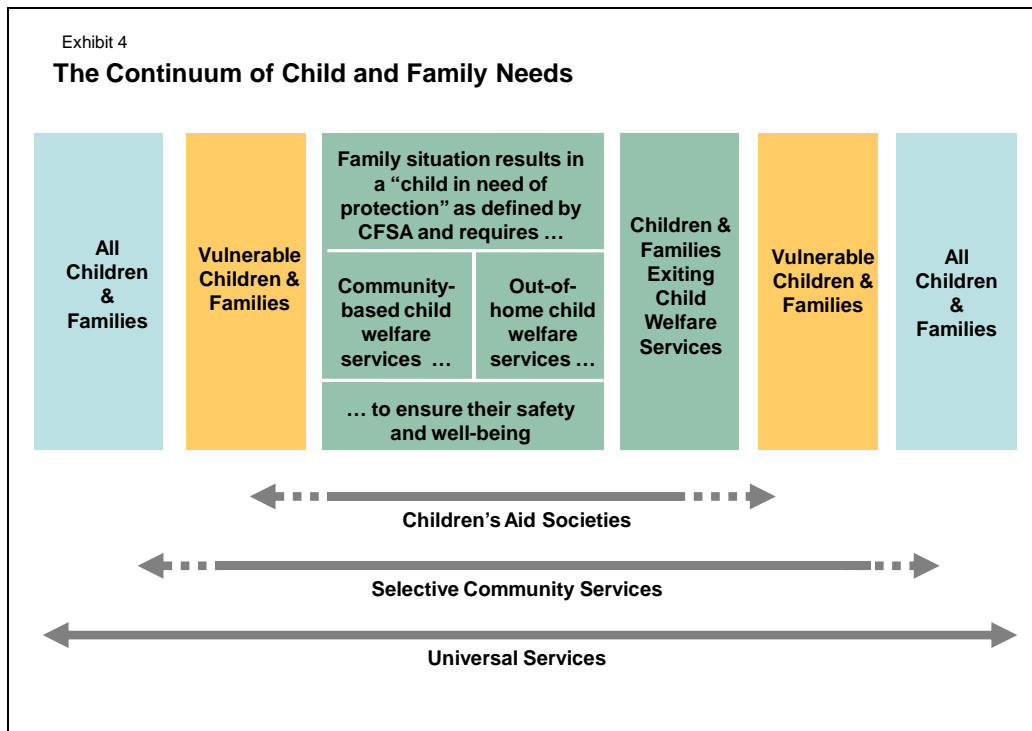 Exhibit 4
The Continuum of Child and Family Needs
All
Children
&
Families
Vulnerable
Children &
Families
Family situation results in
a “child in need of
protection” as defined by
CFSA and requires …
Community-
based child
welfare
services …
Out-of-
home child
welfare
services …
… to ensure their safety
and well-being
Children &
Families
Exiting
Child
Welfare
Services
Vulnerable
Children &
Families
All
Children
&
Families
Children’s Aid Societies
Selective Community Services
Universal Services